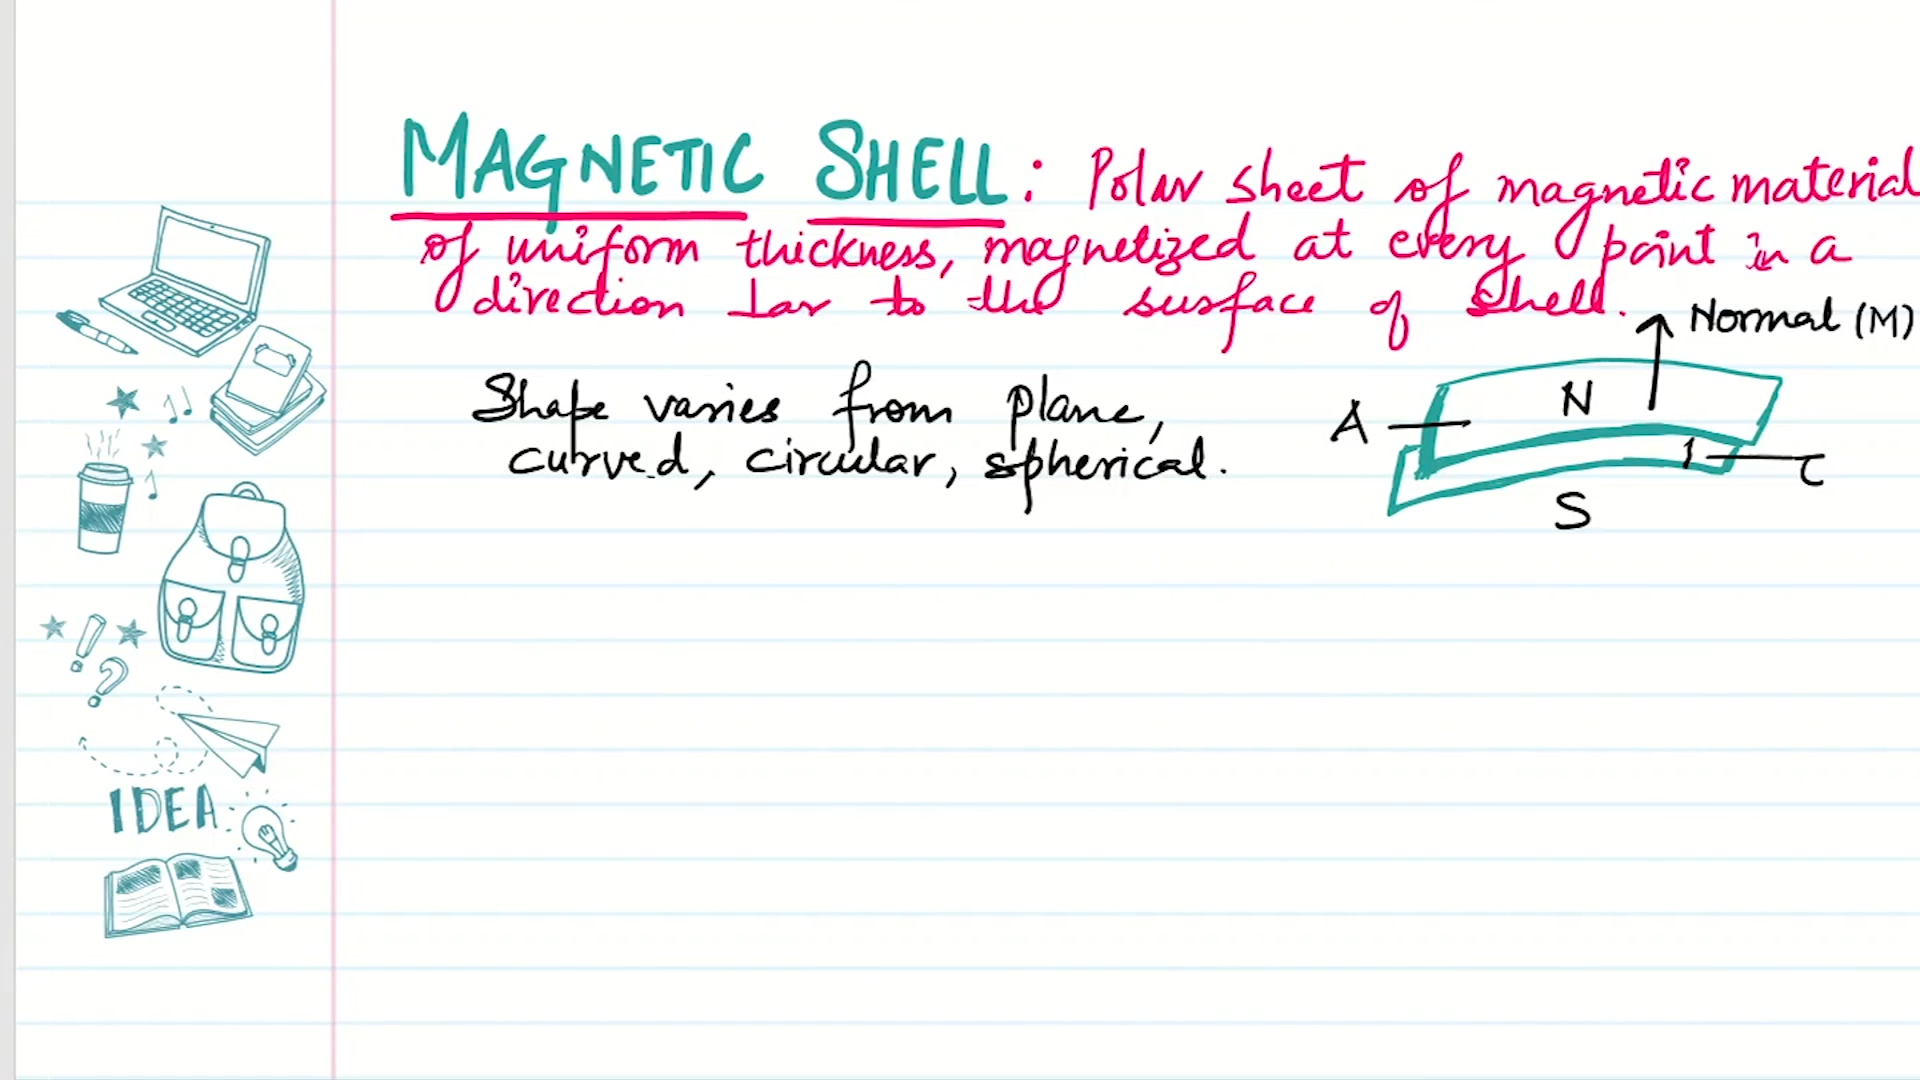 MAGNETIC SHELL : Polar sheet of magnetic material
of uniform thickness, magnetized at every point in a
direction ⊥ar to the surface of shell.
Normal (M)
Shape varies from plane,
curved, circular, spherical.
N
A
t
S
IDEA